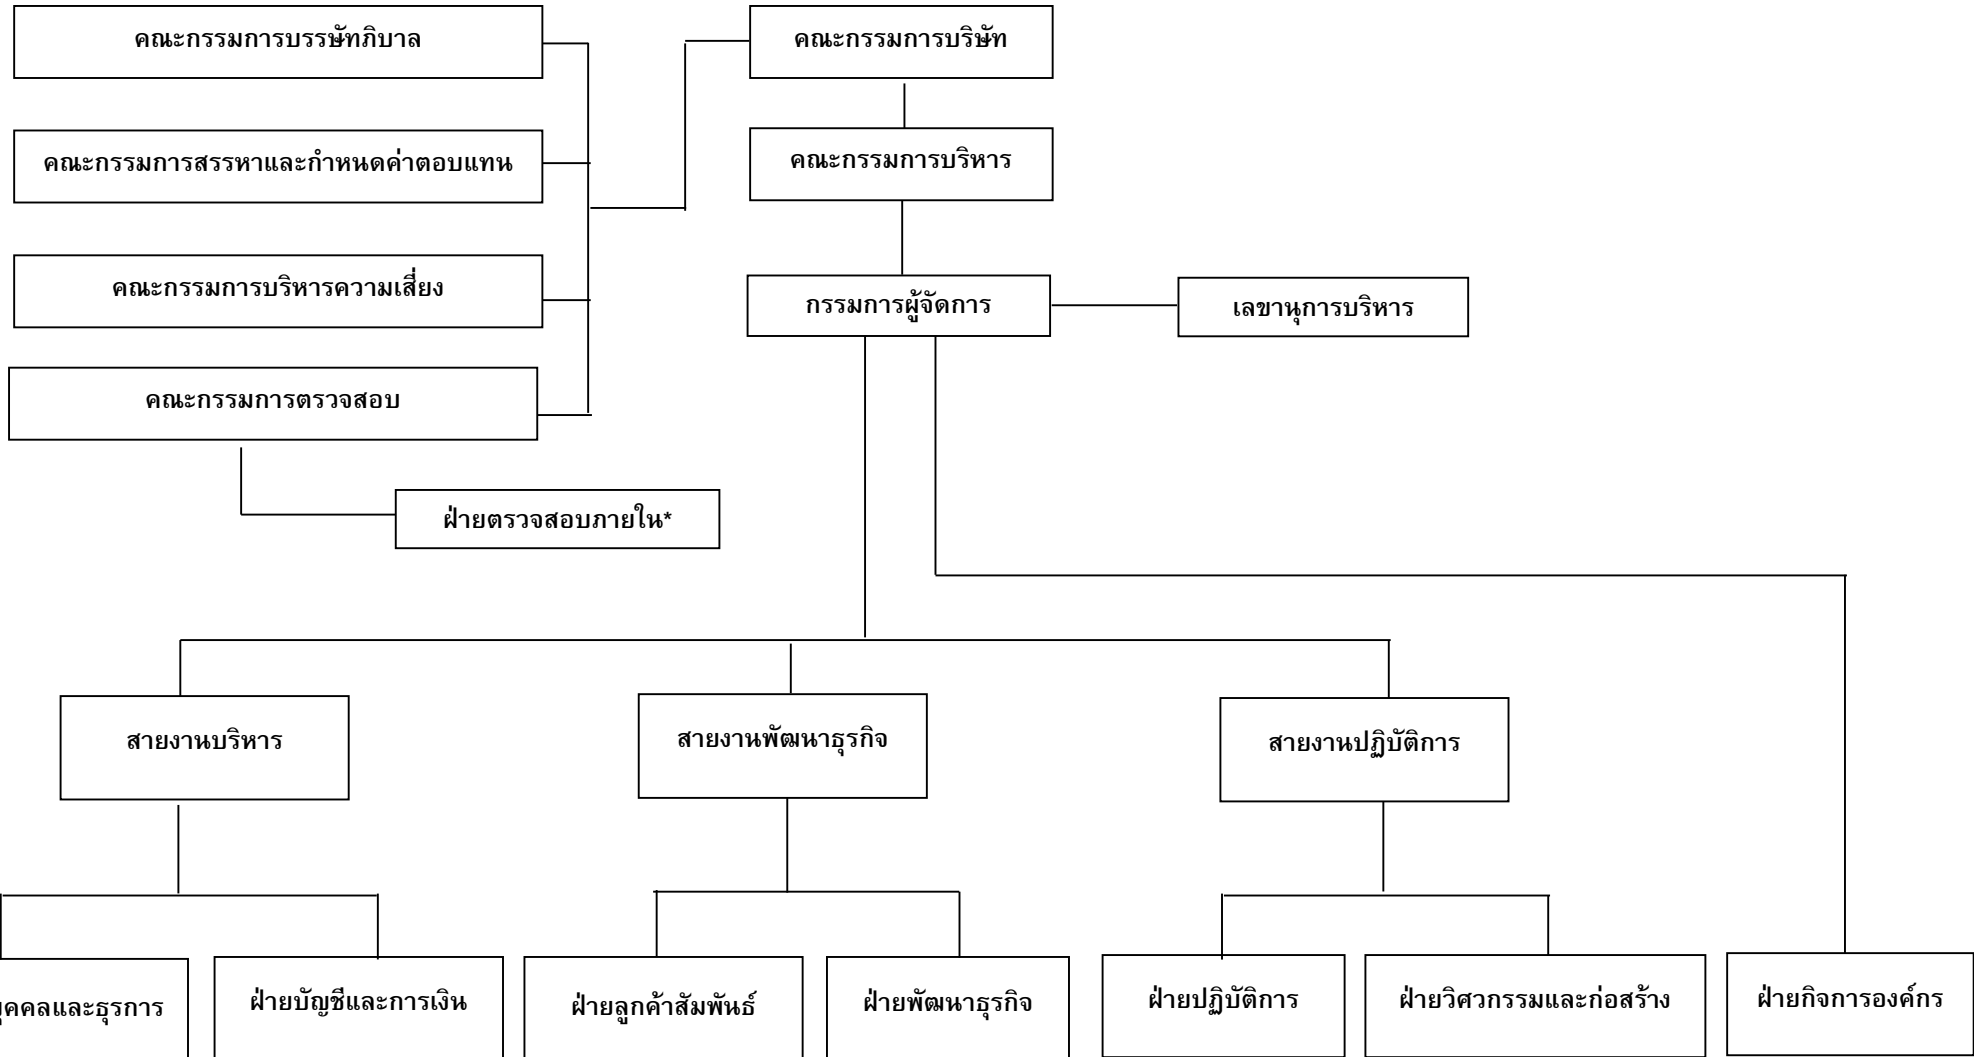 คณะกรรมการบรรษัทภิบาล
คณะกรรมการบริษัท
คณะกรรมการสรรหาและกำหนดค่าตอบแทน
คณะกรรมการบริหาร
คณะกรรมการบริหารความเสี่ยง
กรรมการผู้จัดการ
เลขานุการบริหาร
คณะกรรมการตรวจสอบ
ฝ่ายตรวจสอบภายใน*
สายงานบริหาร
สายงานพัฒนาธุรกิจ
สายงานปฏิบัติการ
ุคคลและธุรการ
ฝ่ายบัญชีและการเงิน
ฝ่ายลูกค้าสัมพันธ์
ฝ่ายพัฒนาธุรกิจ
ฝ่ายปฏิบัติการ
ฝ่ายวิศวกรรมและก่อสร้าง
ฝ่ายกิจการองค์กร